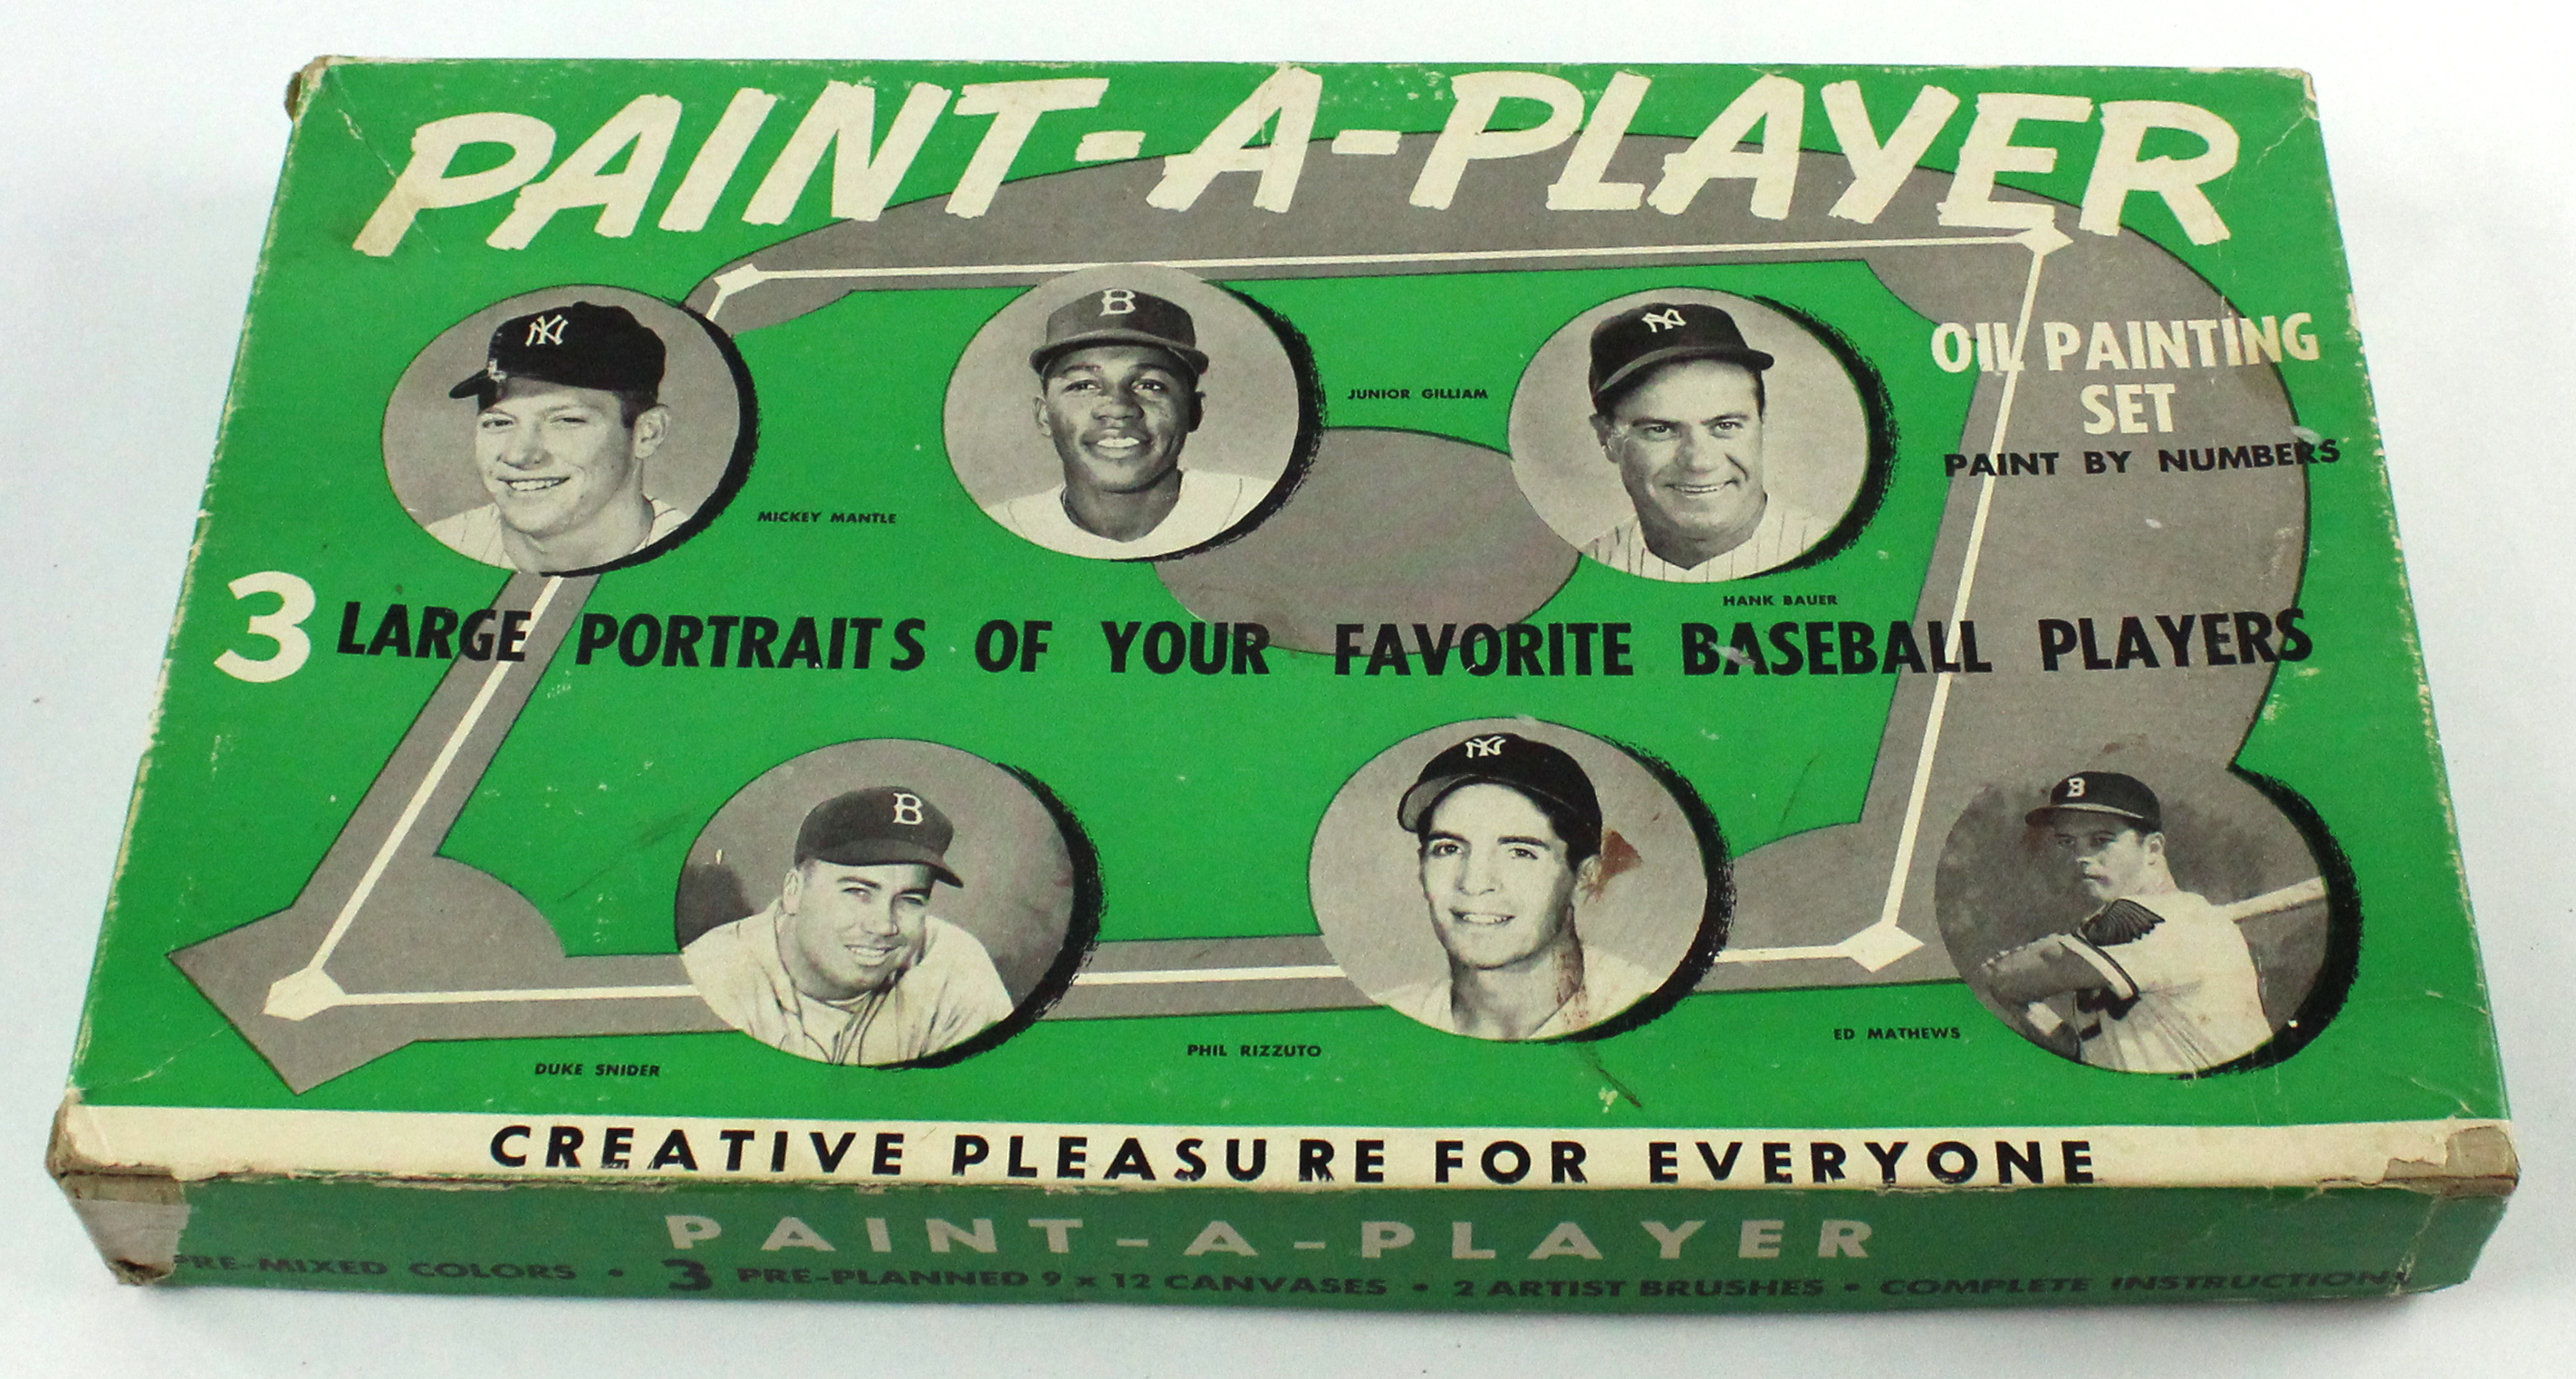 PAINT-A-PLAYER
OIL PAINTING
SET
PAINT BY NUMBERS
NY
B
NY
JUNIOR GILLIAM
MICKEY MANTLE
HANK BAUER
3 LARGE PORTRAITS OF YOUR FAVORITE BASEBALL PLAYERS
B
NY
B
ED MATHEWS
PHIL RIZZUTO
DUKE SNIDER
CREATIVE PLEASURE FOR EVERYONE
PAINT-A-PLAYER
PRE-MIXED COLORS • 3 PRE-PLANNED 9 x 12 CANVASES • 2 ARTIST BRUSHES • COMPLETE INSTRUCTIONS